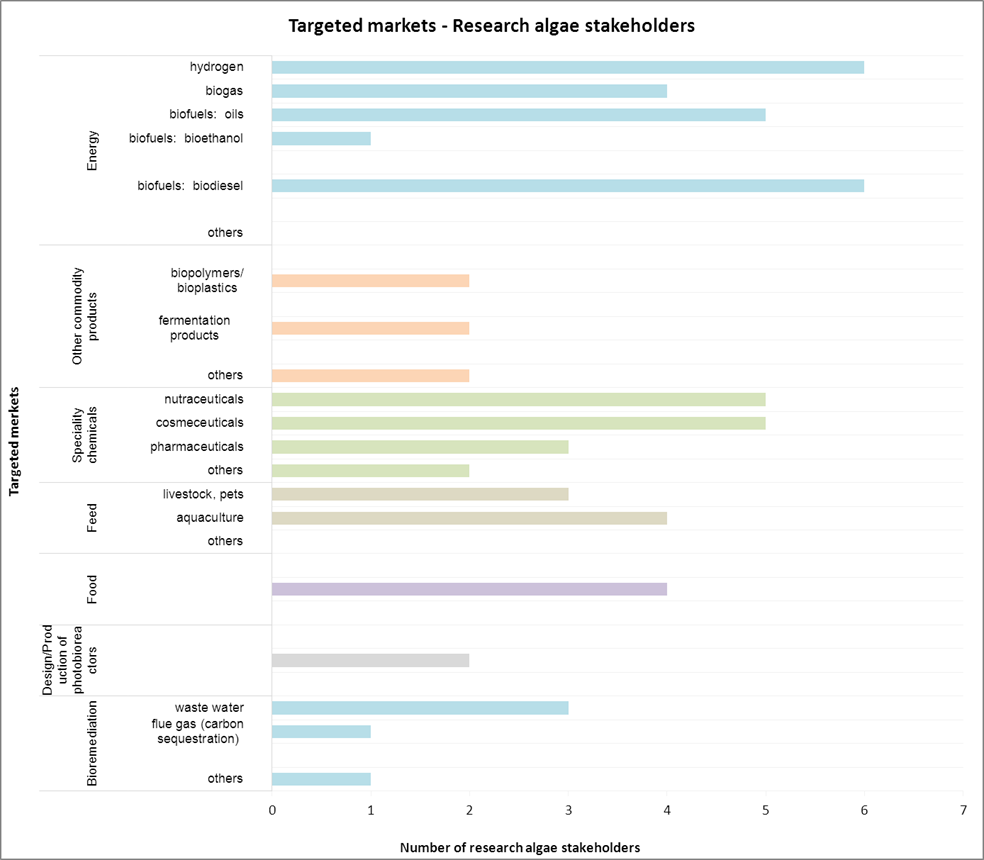 Targeted markets - Research algae stakeholders
Targeted merkets
Energy
hydrogen
biogas
biofuels: oils
biofuels: bioethanol
biofuels: biodiesel
others
Other commodity
products
biopolymers/
bioplastics
fermentation
products
others
Speciality
chemicals
nutraceuticals
cosmeceuticals
pharmaceuticals
others
Feed
livestock, pets
aquaculture
others
Food
Design/Prod
uction of
photobiorea
ctors
Bioremediation
waste water
flue gas (carbon
sequestration)
others
0 1 2 3 4 5 6 7
Number of research algae stakeholders